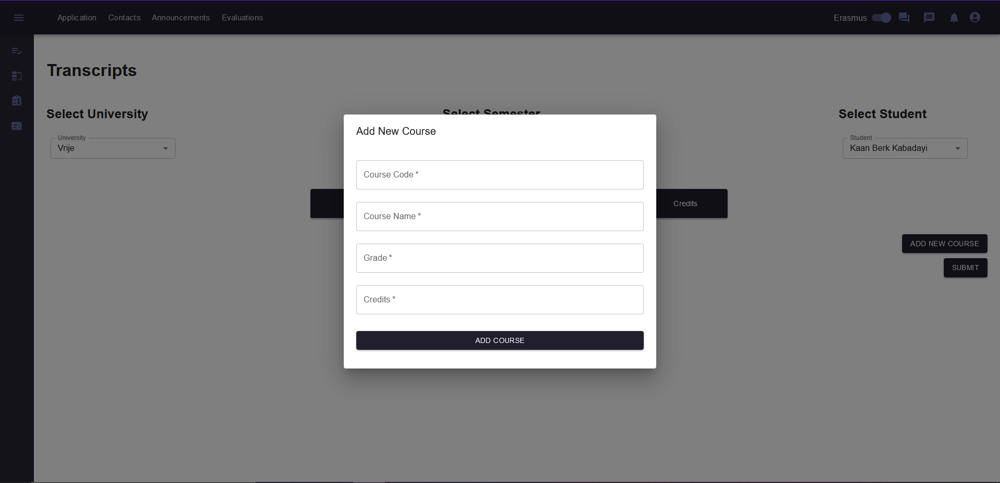 Application Contacts Announcements Evaluations Erasmus
Transcripts
Select University Select Semester Select Student
University
Vrije
Student
Kaan Berk Kabadayi
Add New Course
Course Code *
Course Name *
Grade *
Credits *
ADD COURSE
Credits
ADD NEW COURSE
SUBMIT